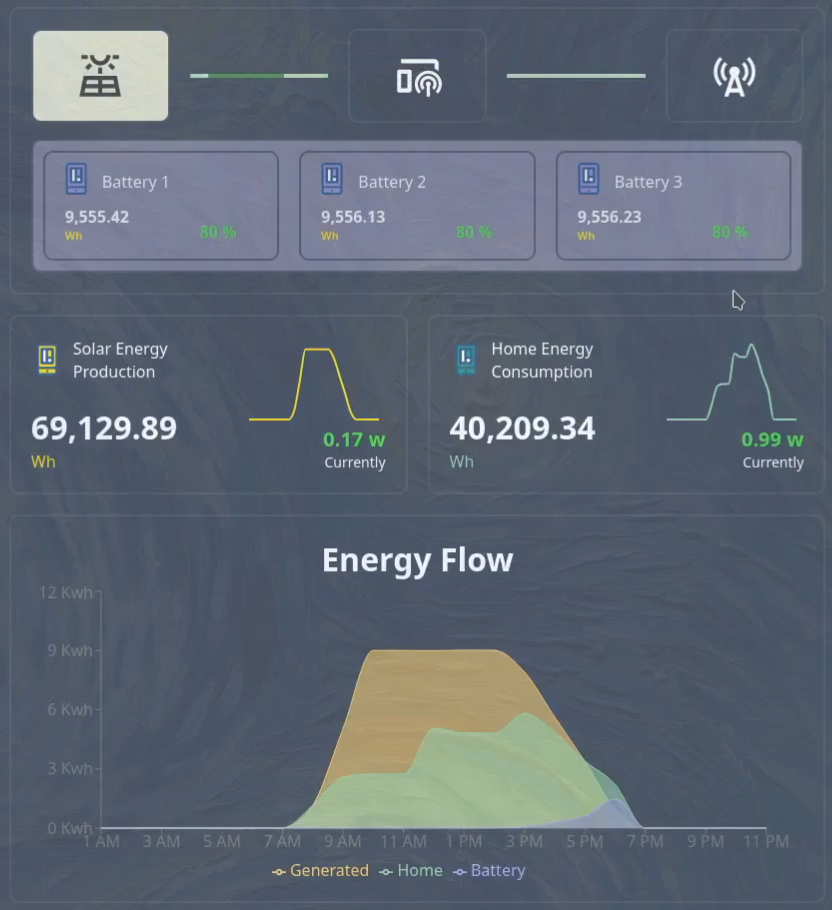 Battery 1
9,555.42
Wh
80 %
Battery 2
9,556.13
Wh
80 %
Battery 3
9,556.23
Wh
80 %
Solar Energy
Production
69,129.89
Wh
0.17 w
Currently
Home Energy
Consumption
40,209.34
Wh
0.99 w
Currently
Energy Flow
12 Kwh
9 Kwh
6 Kwh
3 Kwh
0 Kwh
1 AM 3 AM 5 AM 7 AM 9 AM 11 AM 1 PM 3 PM 5 PM 7 PM 9 PM 11 PM
Generated Home Battery